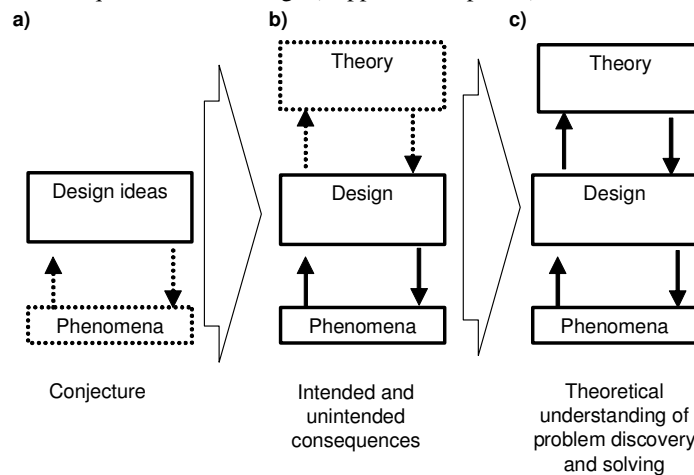 a)
b)
c)
Theory
Theory
Design ideas
Design
Design
Phenomena
Phenomena
Phenomena
Conjecture
Intended and
unintended
consequences
Theoretical
understanding of
problem discovery
and solving